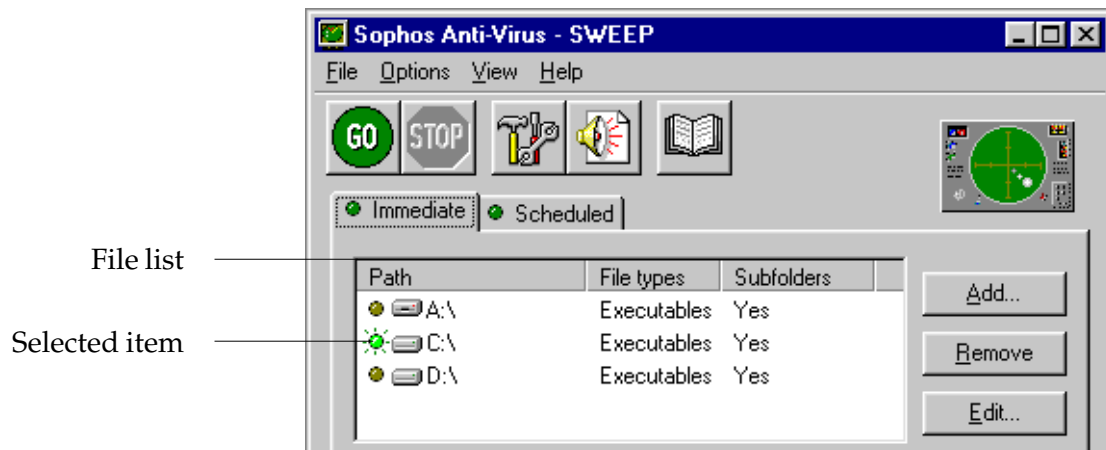 Sophos Anti-Virus - SWEEP
File Options View Help
GO STOP
Immediate Scheduled
File list
Path File types Subfolders
Add...
A:\ Executables Yes
Selected item
C:\ Executables Yes
Remove
D:\ Executables Yes
Edit...